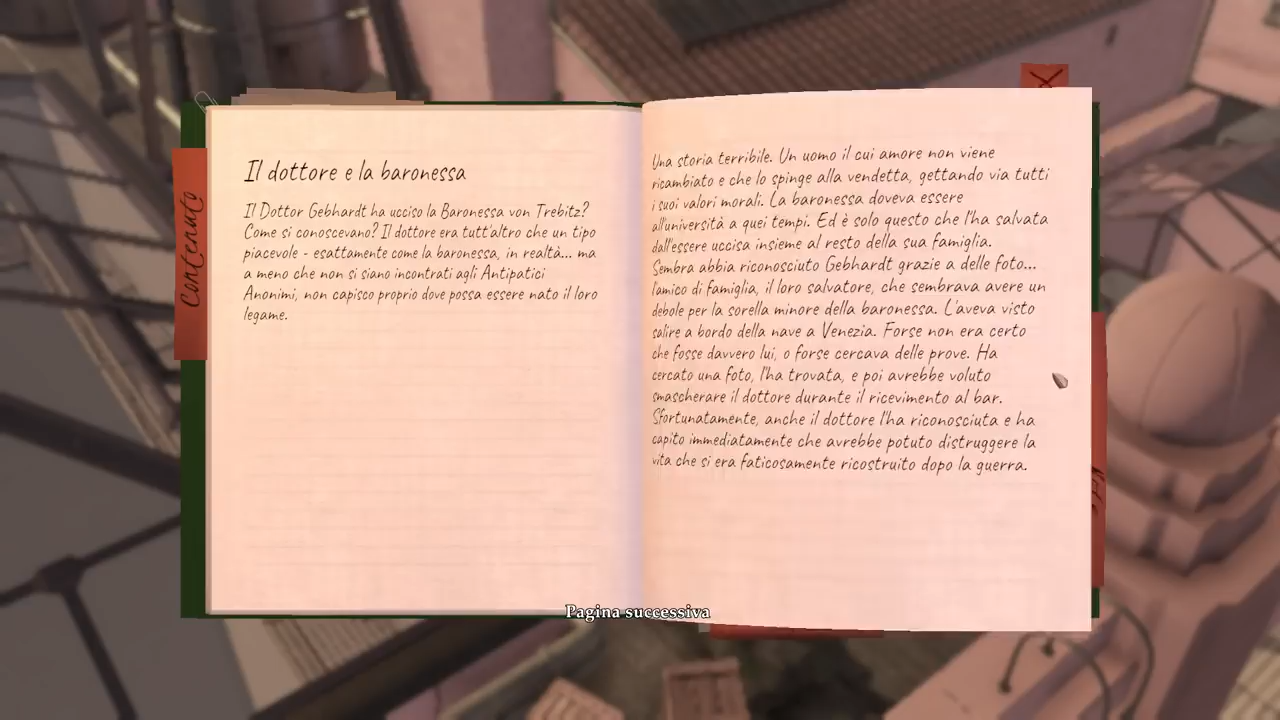 Contenuto
Il dottore e la baronessa
Il Dottor Gebhardt ha ucciso la Baronessa von Trebitz?
Come si conoscevano? Il dottore era tutt'altro che un tipo
piacevole - esattamente come la baronessa, in realtà... ma
a meno che non si siano incontrati agli Antipatici
Anonimi, non capisco proprio dove possa essere nato il loro
legame.
Una storia terribile. Un uomo il cui amore non viene
ricambiato e che lo spinge alla vendetta, gettando via tutti
i suoi valori morali. La baronessa doveva essere
all'università a quei tempi. Ed è solo questo che l'ha salvata
dall'essere uccisa insieme al resto della sua famiglia.
Sembra abbia riconosciuto Gebhardt grazie a delle foto...
l'amico di famiglia, il loro salvatore, che sembrava avere un
debole per la sorella minore della baronessa. L'aveva visto
salire a bordo della nave a Venezia. Forse non era certo
che fosse davvero lui, o forse cercava delle prove. Ha
cercato una foto, l'ha trovata, e poi avrebbe voluto
smascherare il dottore durante il ricevimento al bar.
Sfortunatamente, anche il dottore l'ha riconosciuta e ha
capito immediatamente che avrebbe potuto distruggere la
vita che si era faticosamente ricostruito dopo la guerra.
Pagina successiva